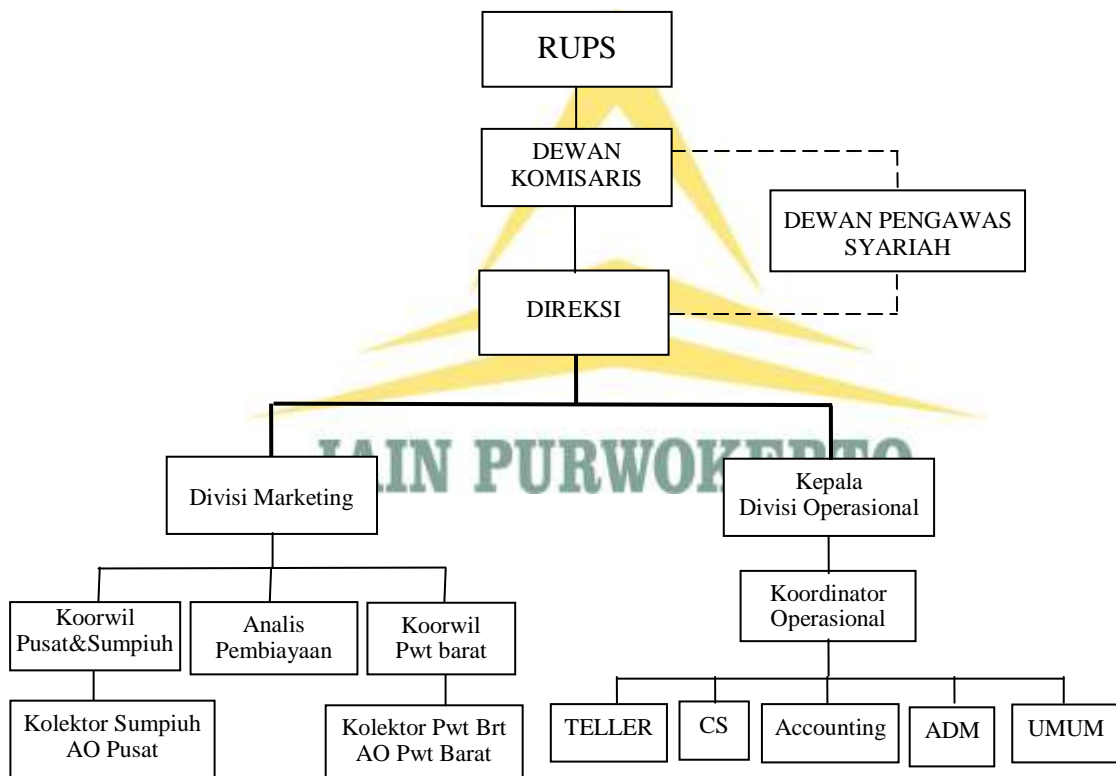 RUPS
DEWAN
KOMISARIS
DEWAN PENGAWAS
SYARIAH
DIREKSI
IAIN PURWOKERTO
Divisi Marketing
Kepala
Divisi Operasional
Koorwil
Pusat&Sumpiuh
Analis
Pembiayaan
Koorwil
Pwt barat
Koordinator
Operasional
Kolektor Sumpiuh
AO Pusat
Kolektor Pwt Brt
AO Pwt Barat
TELLER
CS
Accounting
ADM
UMUM